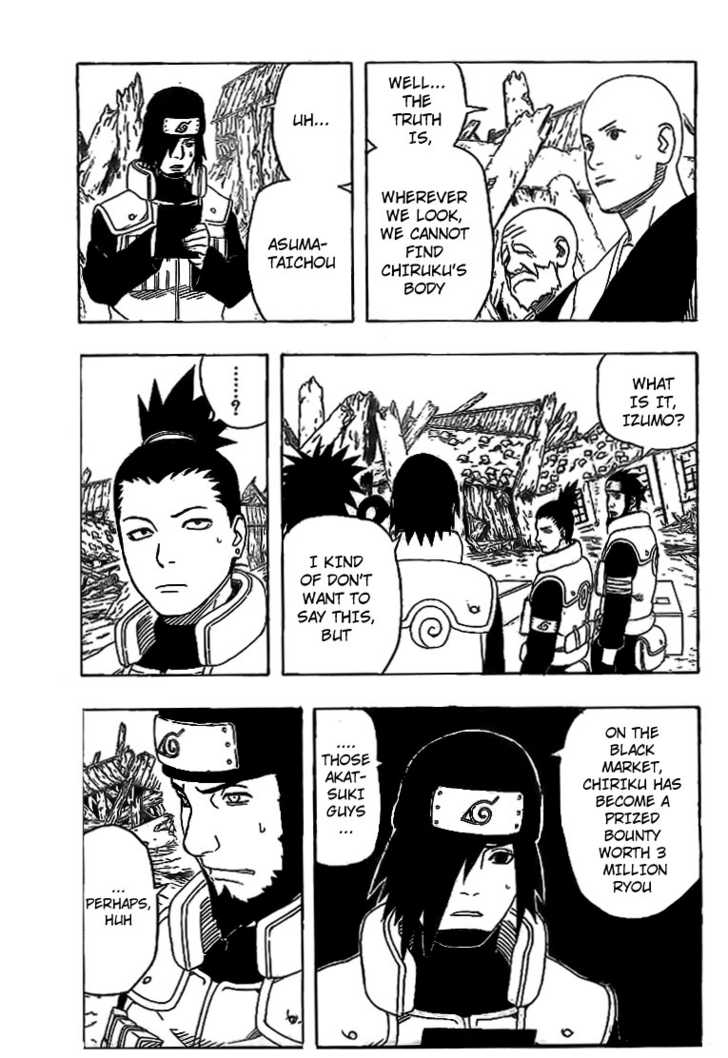 WELL...
THE
TRUTH
IS,
WHEREVER
WE LOOK,
WE CANNOT
FIND
CHIRUKU'S
BODY
UH...
ASUMA-
TAICHOU
WHAT
IS IT,
IZUMO?
I KIND
OF DON'T
WANT TO
SAY THIS,
BUT
........
?
ON THE
BLACK
MARKET,
CHIRIKU HAS
BECOME A
PRIZED
BOUNTY
WORTH 3
MILLION
RYOU
....
THOSE
AKAT-
SUKI
GUYS
...
...
PERHAPS,
HUH